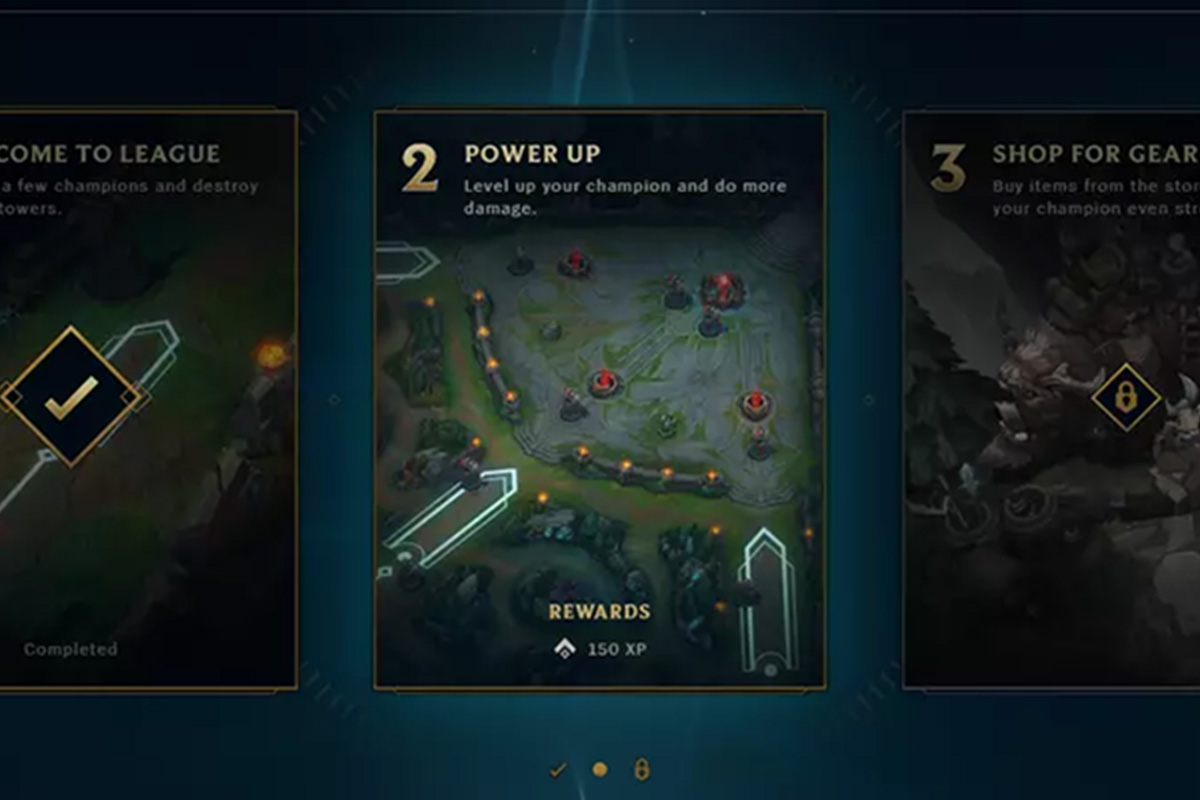 COME TO LEAGUE
a few champions and destroy
towers.
Completed
2 POWER UP
Level up your champion and do more
damage.
REWARDS
150 XP
3 SHOP FOR GEAR
Buy items from the stor
your champion even str